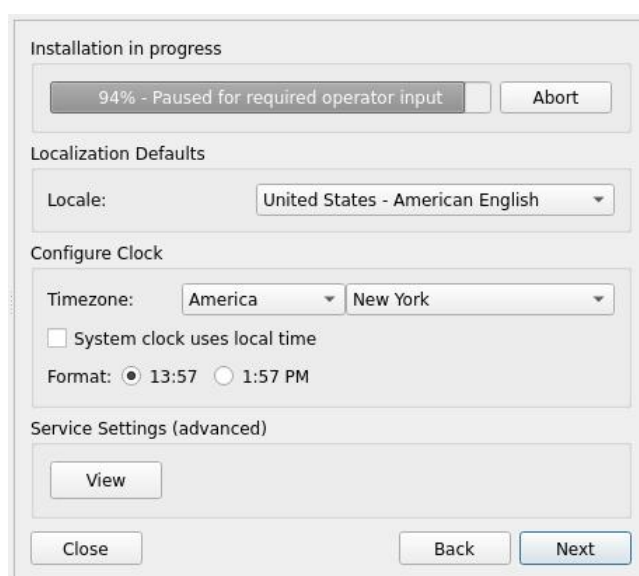 Installation in progress
94% - Paused for required operator input Abort
Localization Defaults
Locale: United States - American English
Configure Clock
Timezone: America New York
System clock uses local time
Format: 13:57 1:57 PM
Service Settings (advanced)
View
Close Back Next